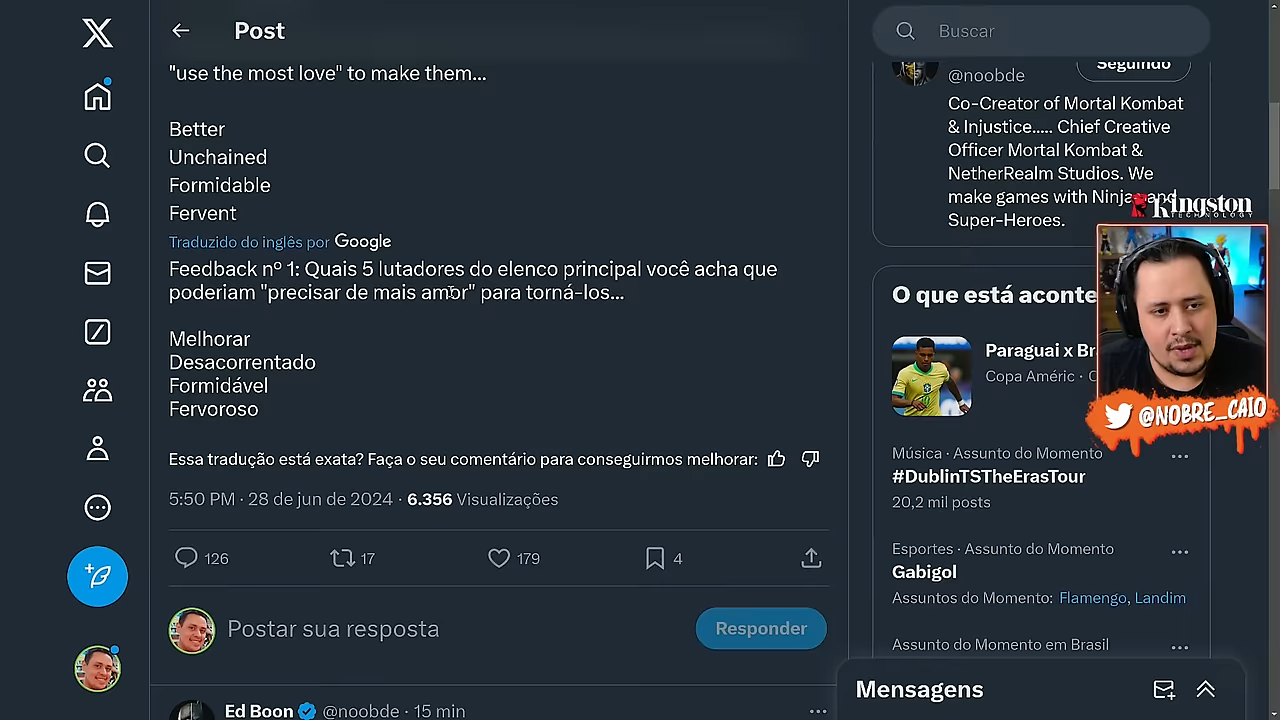 Post
"use the most love" to make them...
Better
Unchained
Formidable
Fervent
Traduzido do inglês por Google
Feedback nº 1: Quais 5 lutadores do elenco principal você acha que
poderiam "precisar de mais amor" para torná-los...
Melhorar
Desacorrentado
Formidável
Fervoroso
Essa tradução está exata? Faça o seu comentário para conseguirmos melhorar:
5:50 PM · 28 de jun de 2024 · 6.356 Visualizações
126 17 179 4
Postar sua resposta
Responder
Ed Boon @noobde · 15 min
Buscar
@noobde
Seguindo
Co-Creator of Mortal Kombat
& Injustice..... Chief Creative
Officer Mortal Kombat &
NetherRealm Studios. We
make games with Ninjas and
Super-Heroes.
Kingston
TECHNOLOGY
O que está aconte
Paraguai x Br
Copa Améric · C
@NOBRE_CAIO
Música · Assunto do Momento
#DublinTSTheErasTour
20,2 mil posts
Esportes · Assunto do Momento
Gabigol
Assuntos do Momento: Flamengo, Landim
Assunto do Momento em Brasil
Mensagens